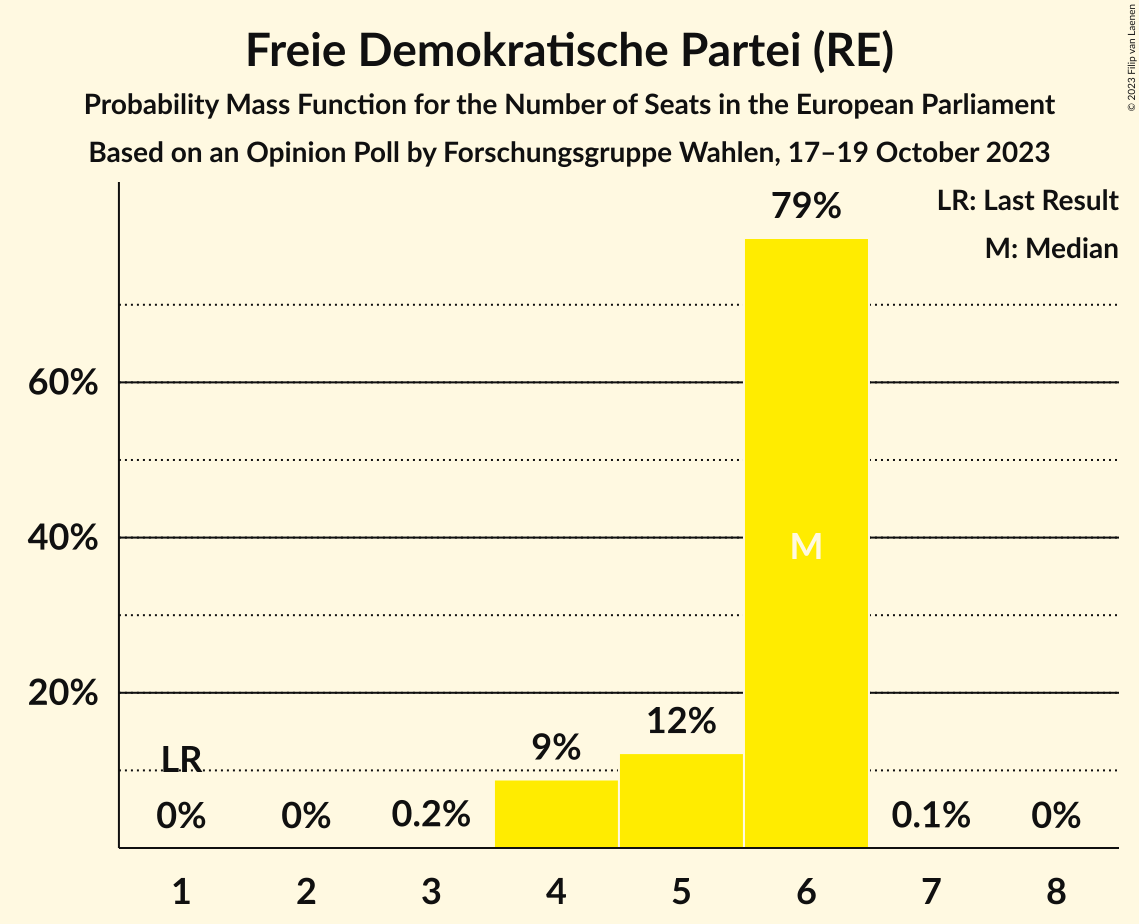 Freie Demokratische Partei (RE)
Probability Mass Function for the Number of Seats in the European Parliament
Based on an Opinion Poll by Forschungsgruppe Wahlen, 17–19 October 2023
© 2023 Filip van Laenen
LR: Last Result
M: Median
79%
60%
40%
20%
M
LR
0%
0%
0.2%
9%
12%
0.1%
0%
1 2 3 4 5 6 7 8